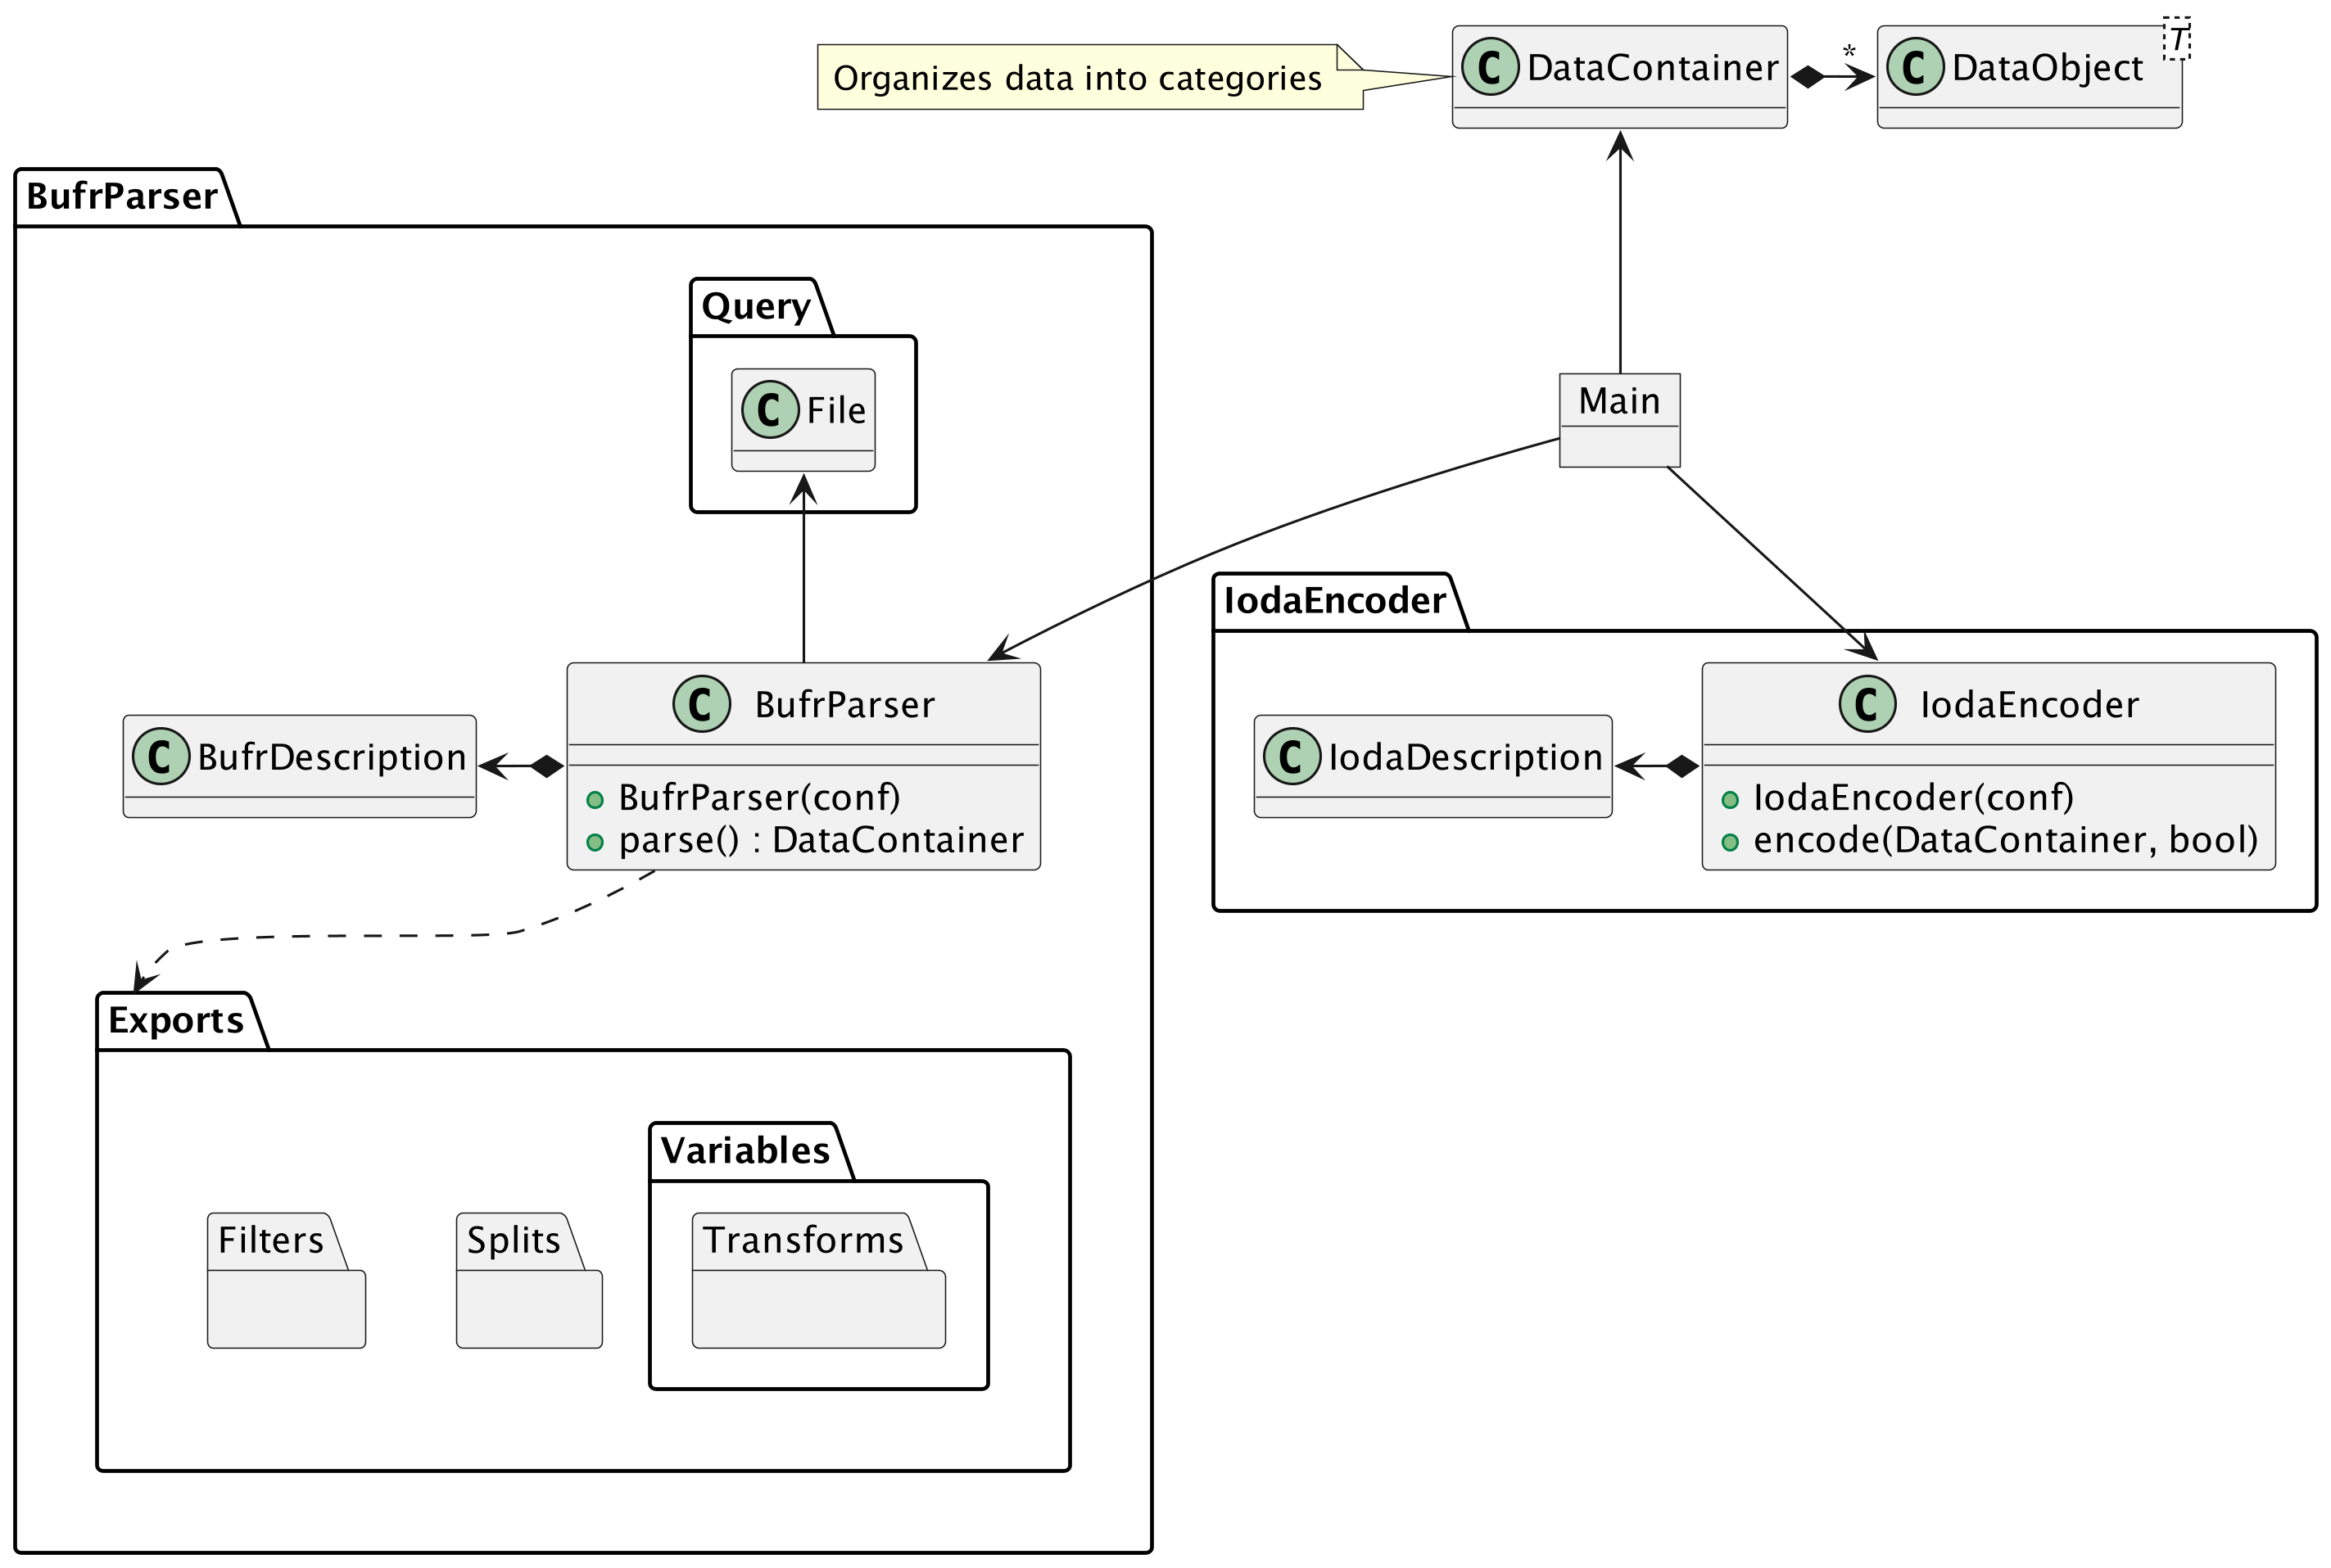 Organizes data into categories
C DataContainer
*
C DataObject
T
BufrParser
Query
C File
Main
IodaEncoder
C BufrParser
BufrParser(conf)
parse() : DataContainer
C BufrDescription
C IodaDescription
C IodaEncoder
IodaEncoder(conf)
encode(DataContainer, bool)
Exports
Variables
Filters
Splits
Transforms